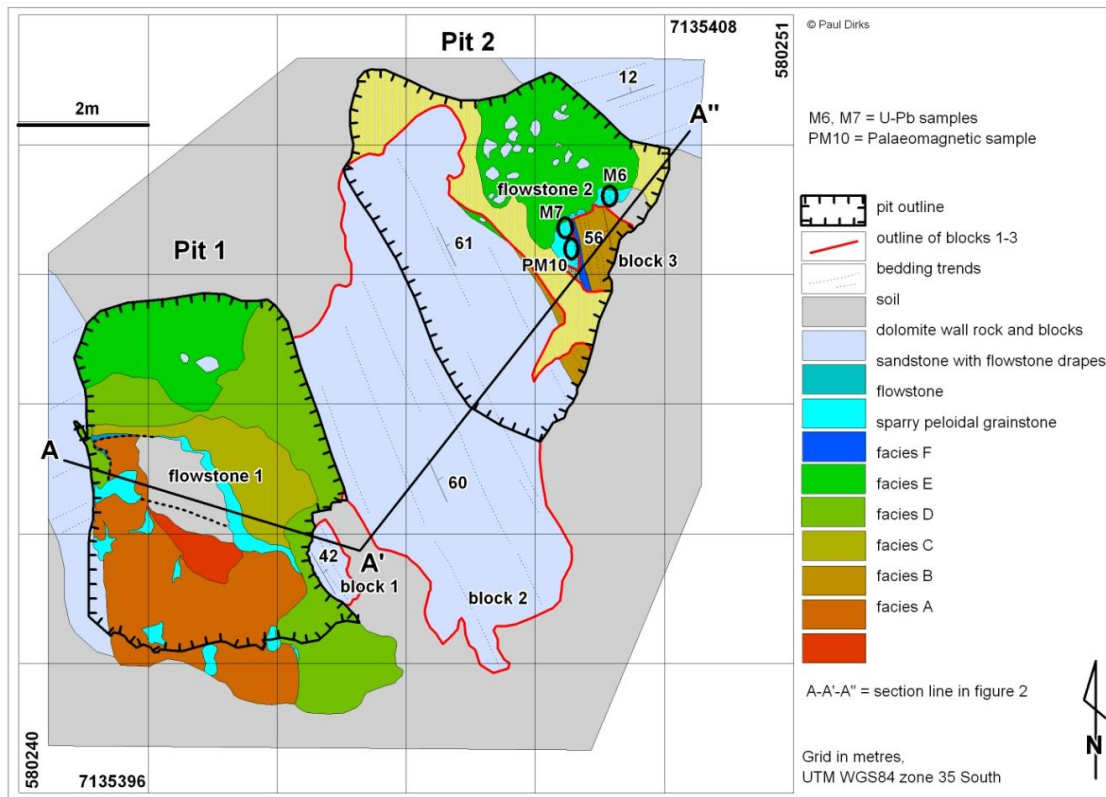 © Paul Dirks
7135408
580251
Pit 2
2m
12
A"
M6, M7 = U-Pb samples
PM10 = Palaeomagnetic sample
M6
flowstone 2
M7
56
61
PM10
block 3
Pit 1
pit outline
outline of blocks 1-3
bedding trends
soil
dolomite wall rock and blocks
sandstone with flowstone drapes
flowstone
sparry peloidal grainstone
facies F
facies E
facies D
facies C
facies B
facies A
A
flowstone 1
60
42
A'
block 1
block 2
A-A'-A" = section line in figure 2
N
Grid in metres,
UTM WGS84 zone 35 South
580240
7135396